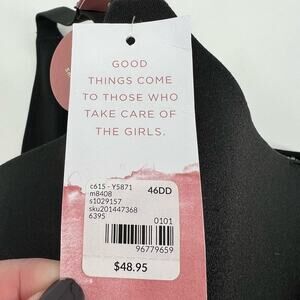 GOOD
THINGS COME
TO THOSE WHO
TAKE CARE OF
THE GIRLS.
c615 - Y5871 46DD
m8408
s1029157
sku201447368
6395 0101
96779659
$48.95